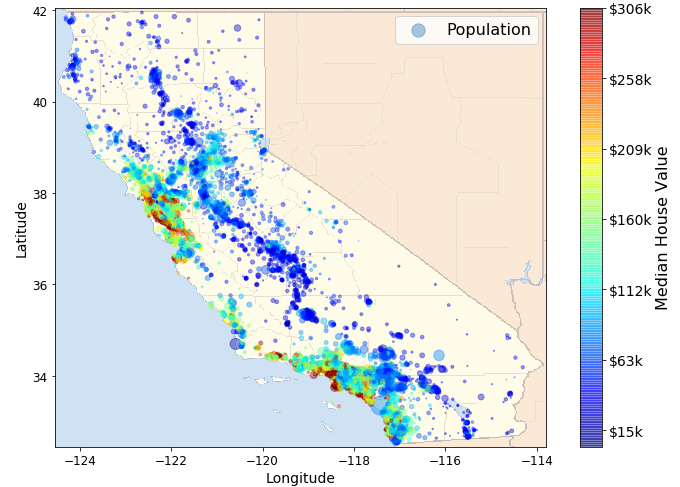 42
40
38
36
34
Latitude
−124
−122
−120
−118
−116
−114
Longitude
Population
$306k
$258k
$209k
$160k
$112k
$63k
$15k
Median House Value